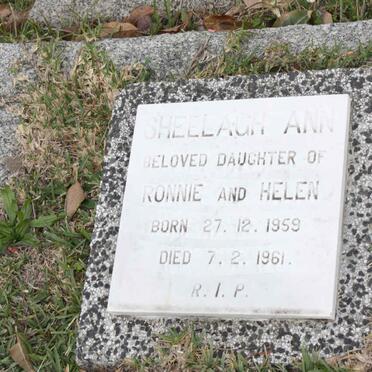 SHEELAGH ANN
BELOVED DAUGHTER OF
RONNIE AND HELEN
BORN 27.12.1959
DIED 7.2.1961.
R.I.P.